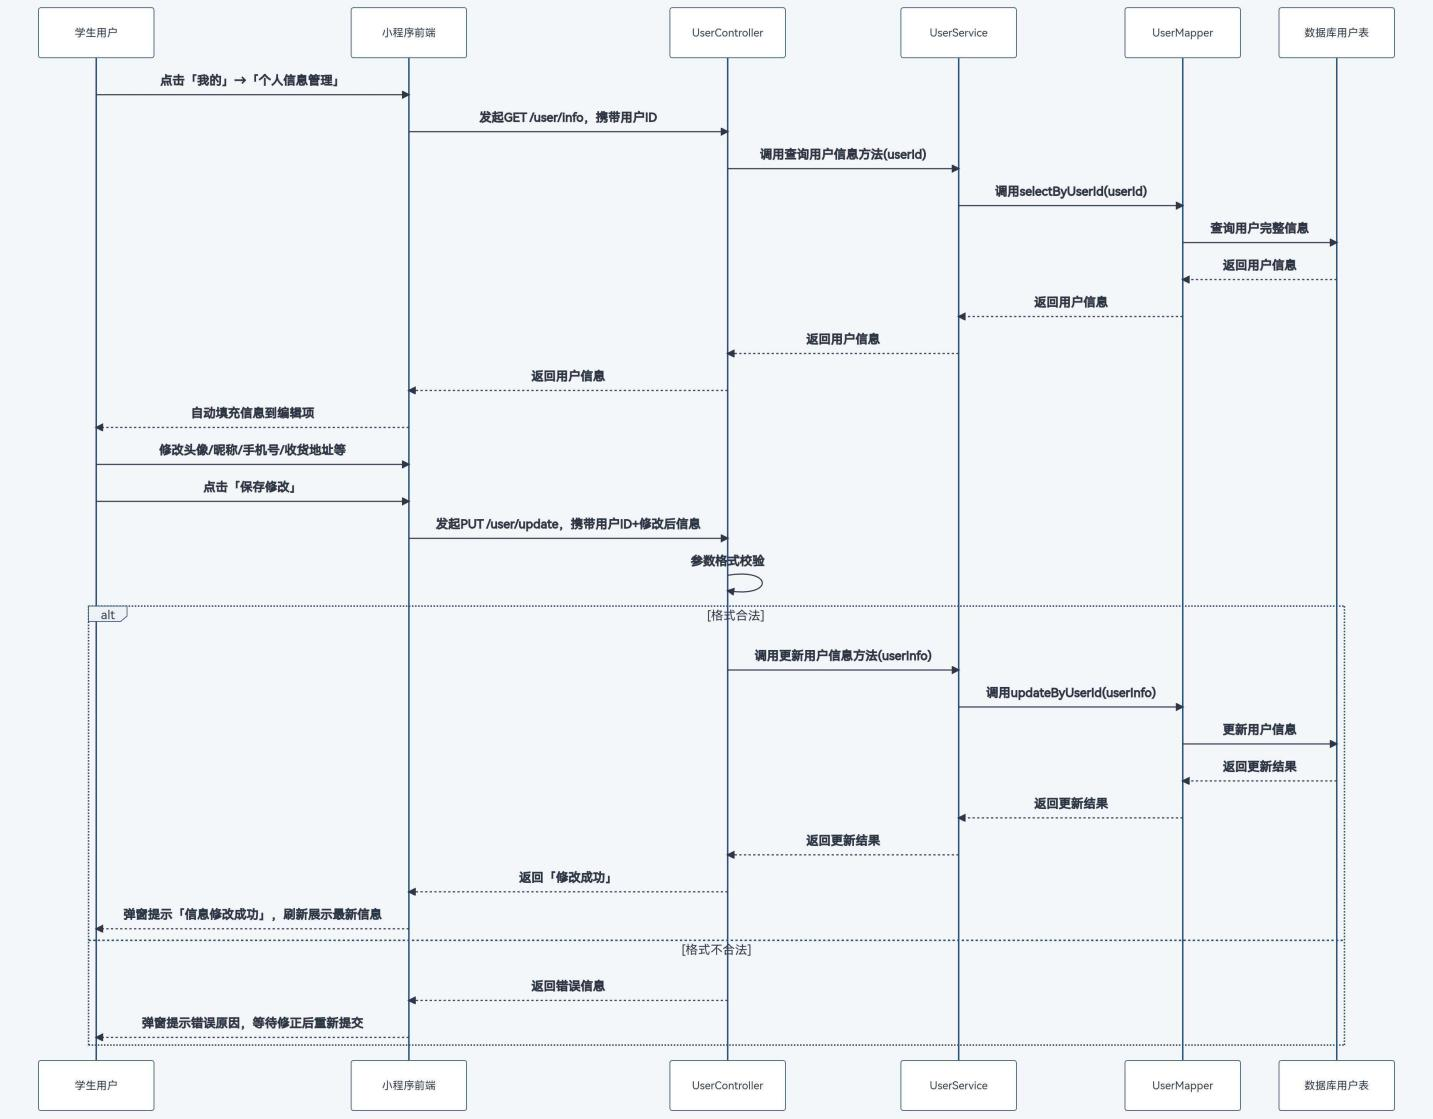 学生用户
小程序前端
UserController
UserService
UserMapper
数据库用户表
点击「我的」→「个人信息管理」
发起GET /user/info，携带用户ID
调用查询用户信息方法(userId)
调用selectByUserId(userId)
查询用户完整信息
返回用户信息
返回用户信息
返回用户信息
返回用户信息
自动填充信息到编辑项
修改头像/昵称/手机号/收货地址等
点击「保存修改」
发起PUT /user/update，携带用户ID+修改后信息
参数格式校验
alt
[格式合法]
调用更新用户信息方法(userInfo)
调用updateByUserId(userInfo)
更新用户信息
返回更新结果
返回更新结果
返回更新结果
返回「修改成功」
弹窗提示「信息修改成功」，刷新展示最新信息
[格式不合法]
返回错误信息
弹窗提示错误原因，等待修正后重新提交
学生用户
小程序前端
UserController
UserService
UserMapper
数据库用户表